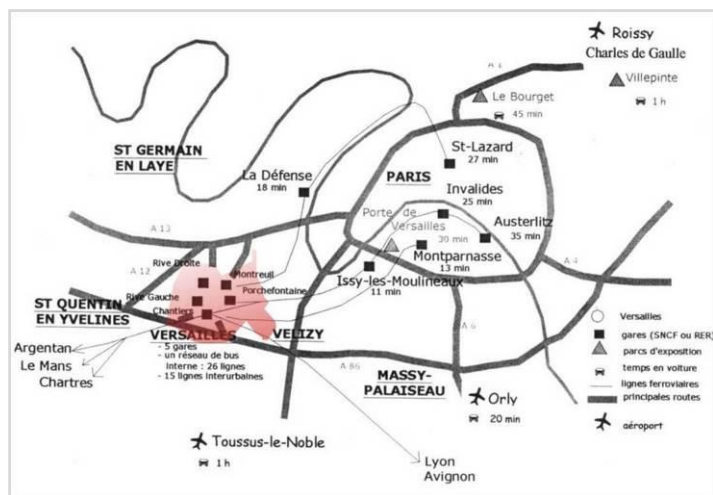 Roissy
Charles de Gaulle
A 1
Villepinte
1 h
Le Bourget
45 min
ST GERMAIN
EN LAYE
St-Lazard
27 min
La Défense
18 min
PARIS
Invalides
25 min
Porte de
Versailles
30 min
Austerlitz
35 min
Montparnasse
13 min
Issy-les-Moulineaux
11 min
A 13
A 12
A 4
Rive Droite
Montreuil
Rive Gauche
Porchefontaine
Chantiers
ST QUENTIN
EN YVELINES
VERSAILLES
- 5 gares
- un réseau de bus
interne : 26 lignes
- 15 lignes interurbaines
VELIZY
A 6
A 86
Argentan
Le Mans
Chartres
MASSY-
PALAISEAU
Orly
20 min
Toussus-le-Noble
1 h
Lyon
Avignon
Versailles
gares (SNCF ou RER)
parcs d'exposition
temps en voiture
lignes ferroviaires
principales routes
aéroport